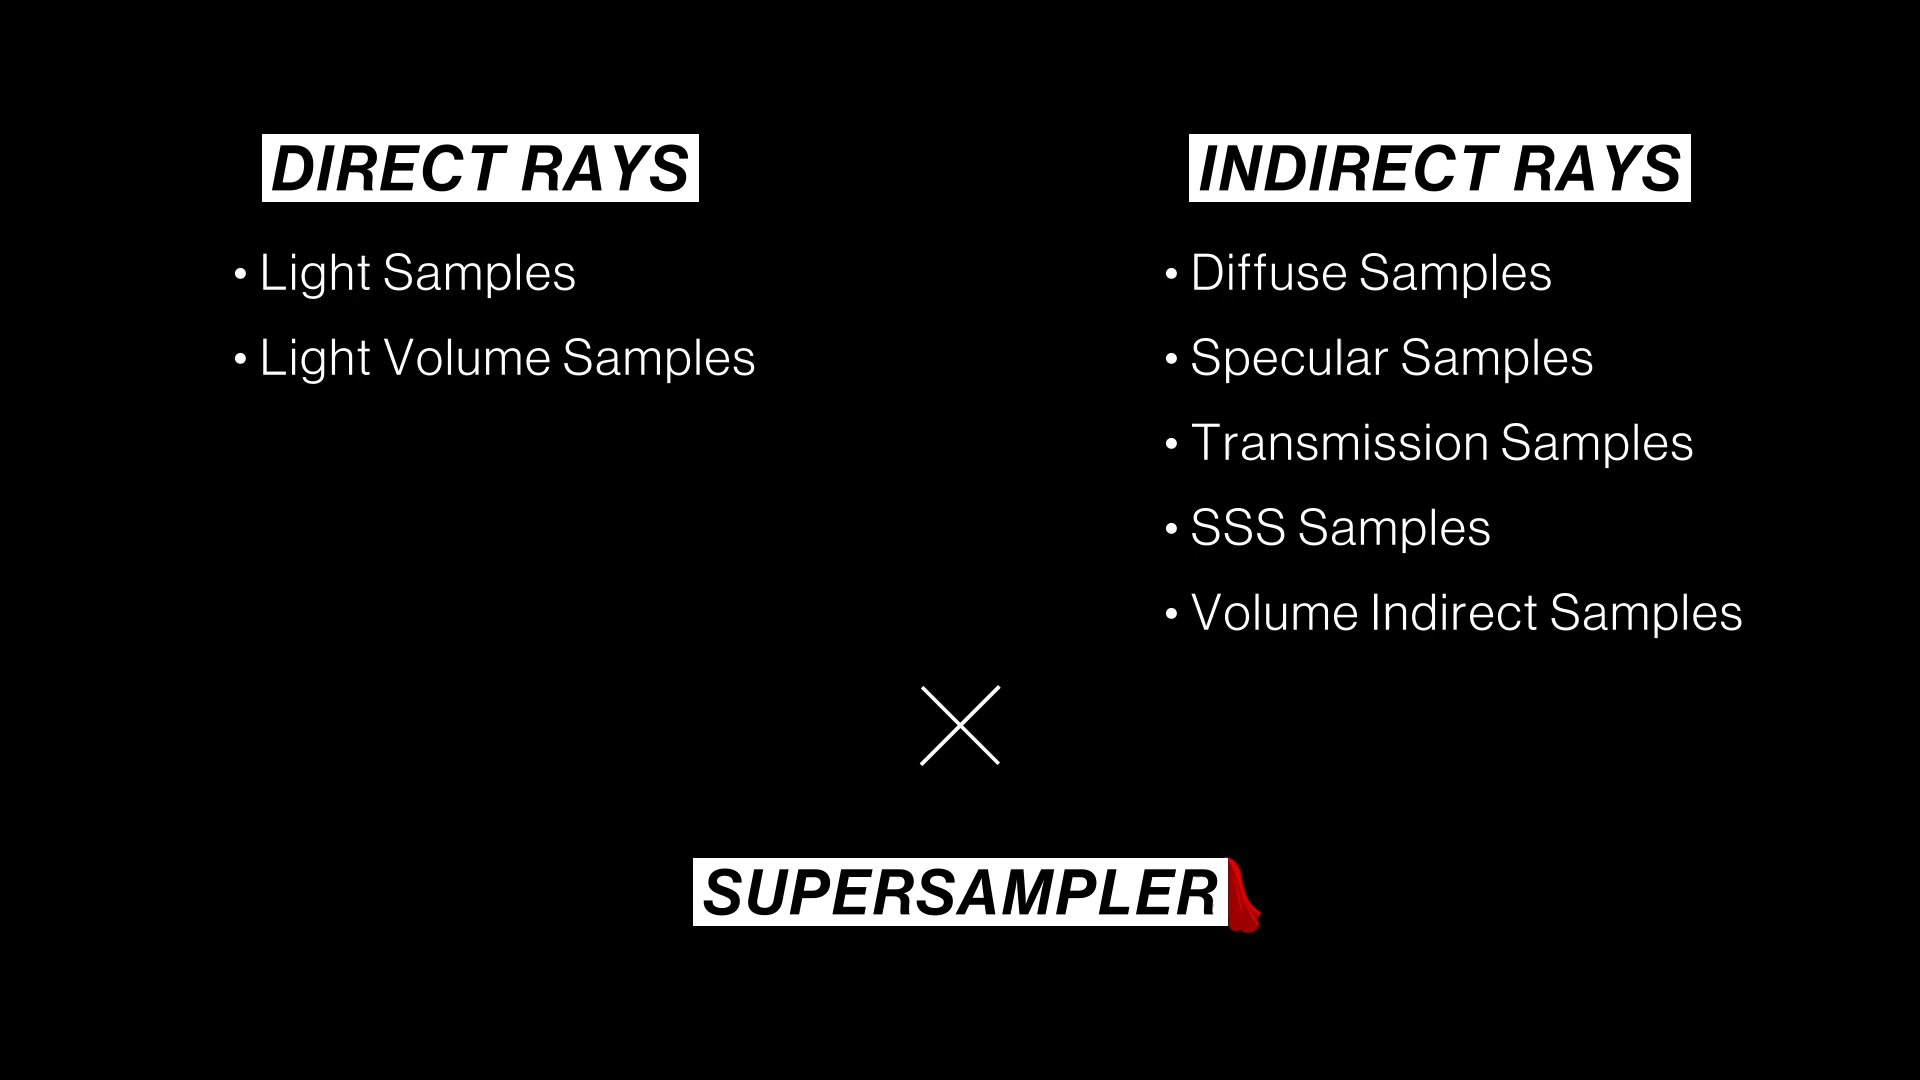 DIRECT RAYS
• Light Samples
• Light Volume Samples
INDIRECT RAYS
• Diffuse Samples
• Specular Samples
• Transmission Samples
• SSS Samples
• Volume Indirect Samples
SUPERSAMPLER